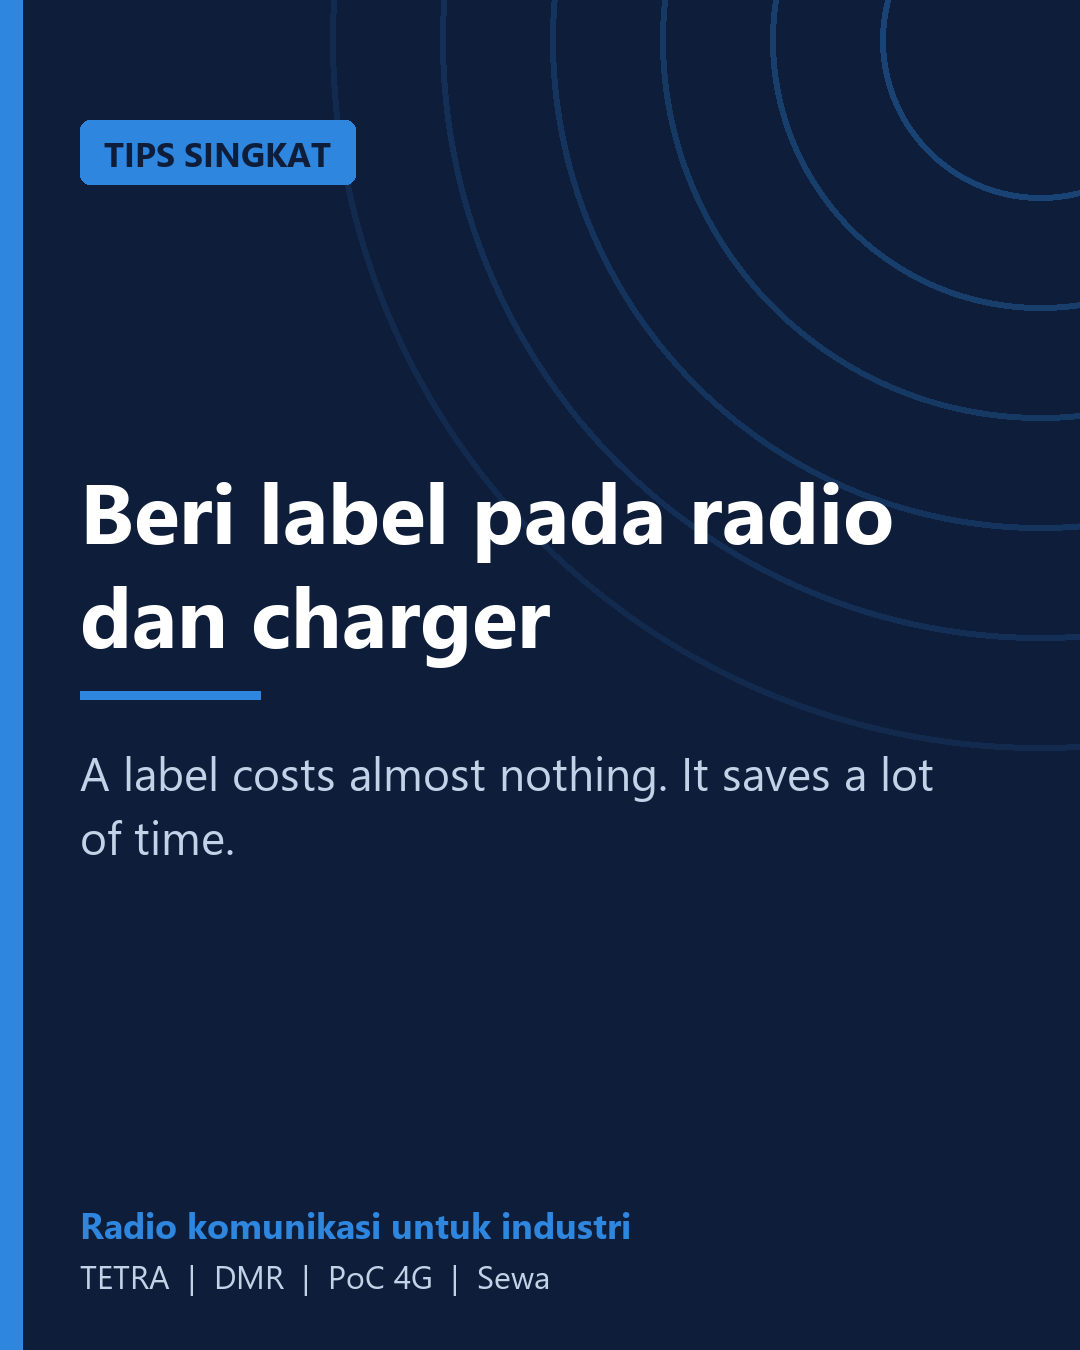 TIPS SINGKAT
Beri label pada radio
dan charger
A label costs almost nothing. It saves a lot
of time.
Radio komunikasi untuk industri
TETRA | DMR | PoC 4G | Sewa